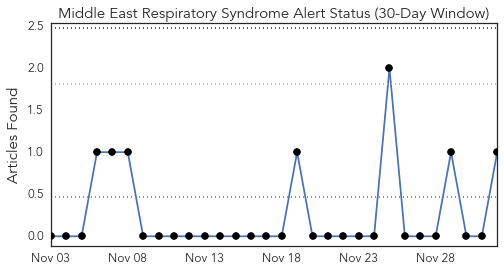 Middle East Respiratory Syndrome Alert Status (30-Day Window)
Articles Found
2.5
2.0
1.5
1.0
0.5
0.0
Nov 03 Nov 08 Nov 13 Nov 18 Nov 23 Nov 28